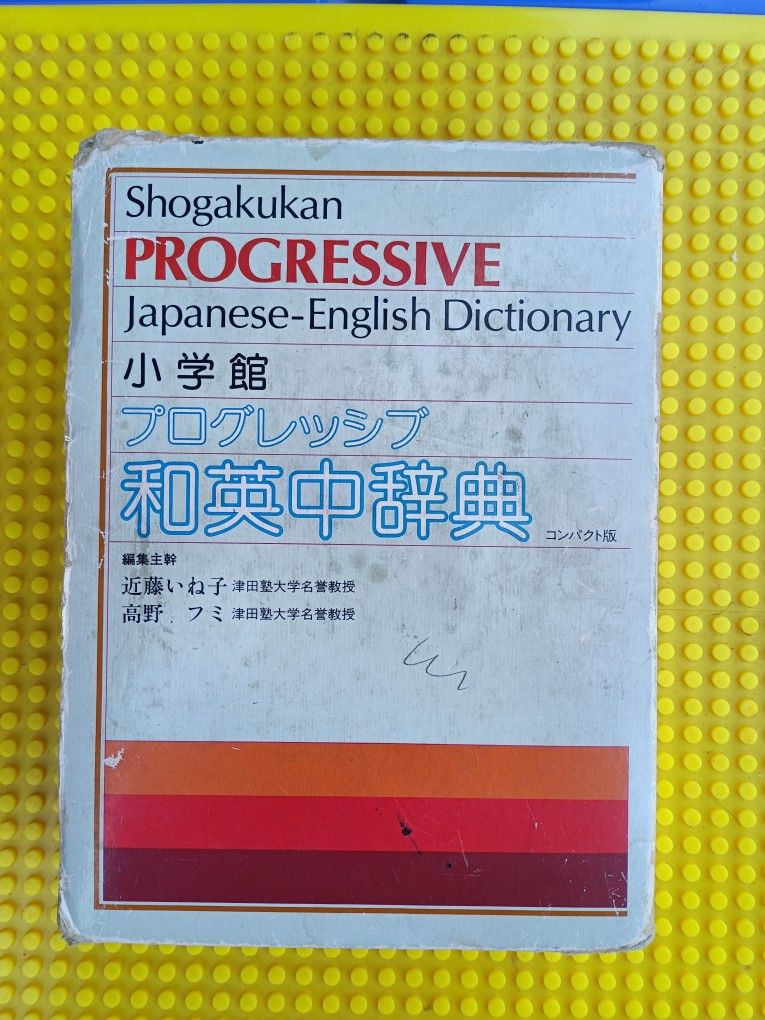 Shogakukan
PROGRESSIVE
Japanese-English Dictionary
小学館
プログレッシブ
和英中辞典 コンパクト版
編集主幹
近藤いね子 津田塾大学名誉教授
高野 フミ 津田塾大学名誉教授